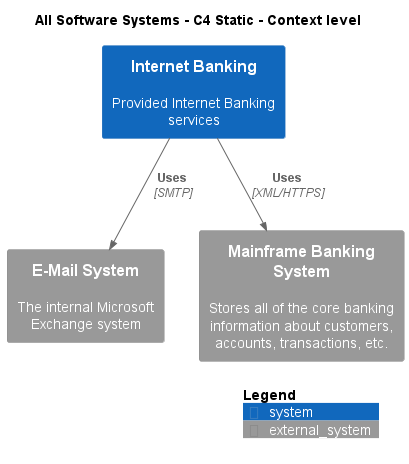 All Software Systems - C4 Static - Context level
Internet Banking
Provided Internet Banking
services
Uses
[SMTP]
Uses
[XML/HTTPS]
E-Mail System
The internal Microsoft
Exchange system
Mainframe Banking
System
Stores all of the core banking
information about customers,
accounts, transactions, etc.
Legend
system
external_system